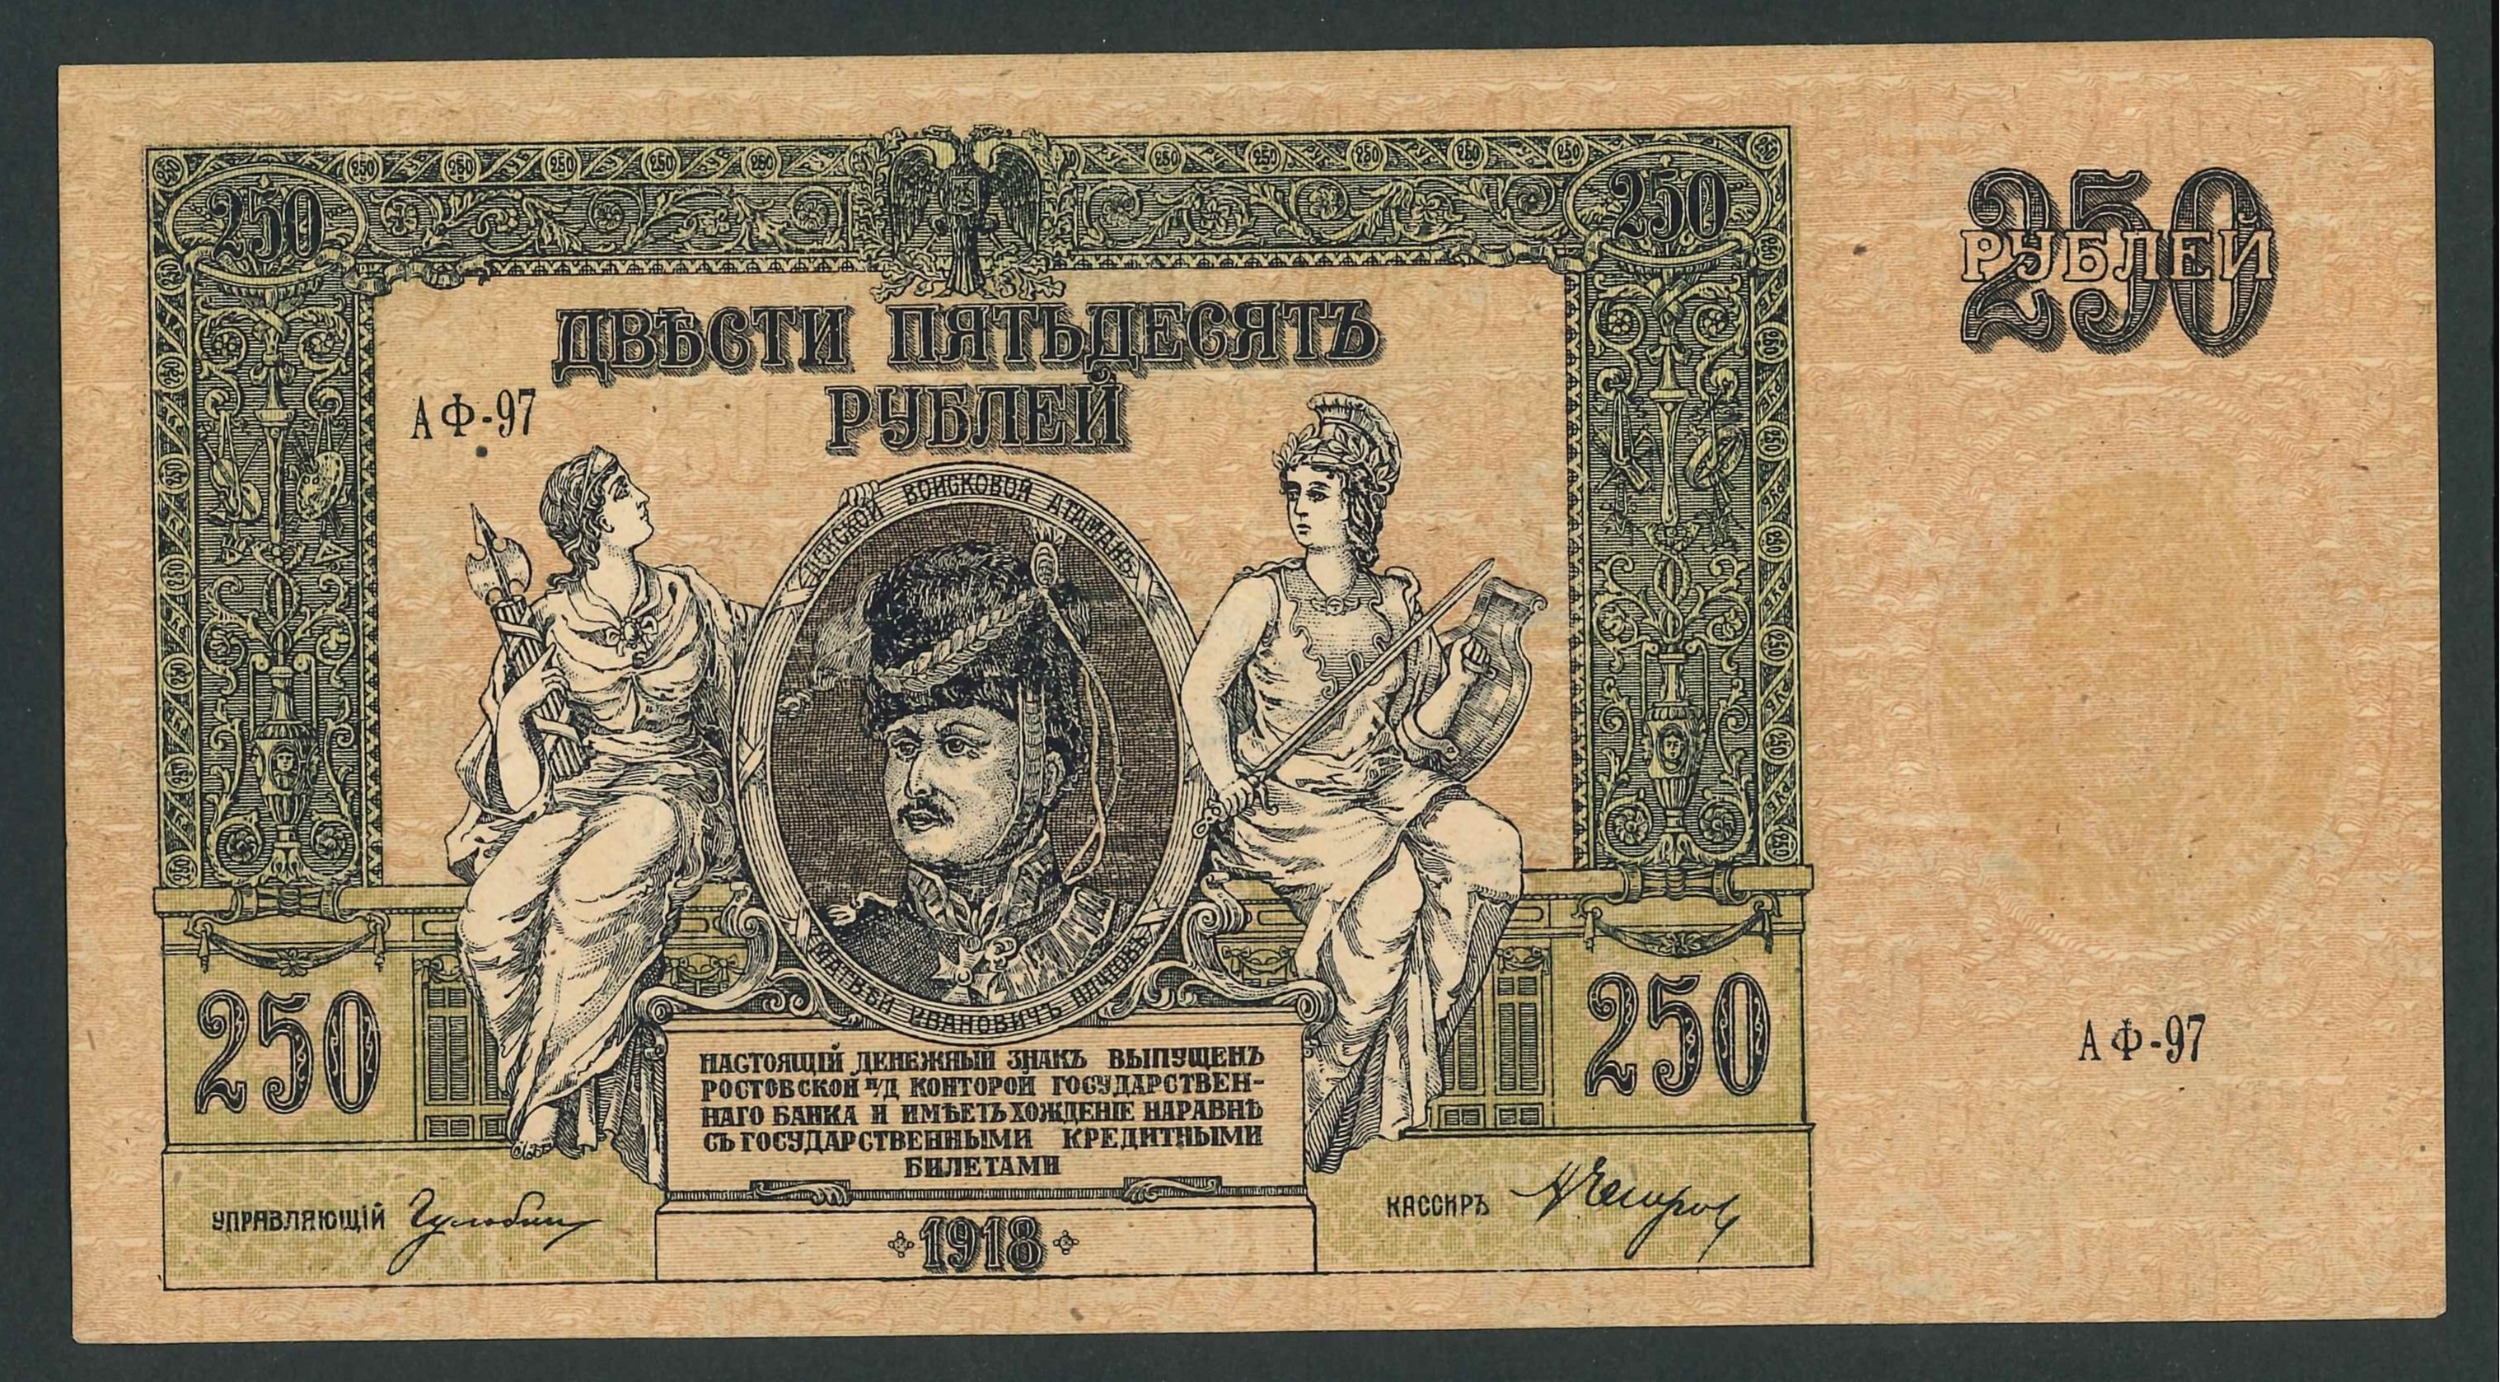 250
250
250
РУБЛЕЙ
ДВѢСТИ ПЯТЬДЕСЯТЪ
РУБЛЕЙ
АФ-97
ДОНСКОЙ ВОЙСКОВОЙ АТАМАНЪ
МАТВѢЙ ИВАНОВИЧЪ ПЛАТОВЪ
АФ-97
250
250
НАСТОЯЩІЙ ДЕНЕЖНЫЙ ЗНАКЪ ВЫПУЩЕНЪ
РОСТОВСКОЙ Н/Д КОНТОРОЙ ГОСУДАРСТВЕН-
НАГО БАНКА И ИМѢЕТЪ ХОЖДЕНІЕ НАРАВНѢ
СЪ ГОСУДАРСТВЕННЫМИ КРЕДИТНЫМИ
БИЛЕТАМИ
УПРАВЛЯЮЩІЙ
КАССИРЪ
1918